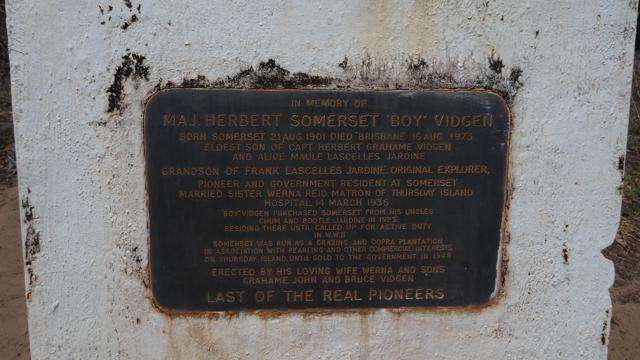 IN MEMORY OF
MAJ. HERBERT SOMERSET 'BOY' VIDGEN
BORN SOMERSET 21 AUG 1901 DIED BRISBANE 16 AUG 1973
ELDEST SON OF CAPT. HERBERT GRAHAME VIDGEN
AND ALICE MAULE LASCELLES JARDINE
GRANDSON OF FRANK LASCELLES JARDINE, ORIGINAL EXPLORER,
PIONEER AND GOVERNMENT RESIDENT AT SOMERSET
MARRIED SISTER WERNA REID, MATRON OF THURSDAY ISLAND
HOSPITAL, 14 MARCH 1936
'BOY' VIDGEN PURCHASED SOMERSET FROM HIS UNCLES
CHUM AND BOOTLE JARDINE IN 1925.
RESIDING THERE UNTIL CALLED UP FOR ACTIVE DUTY
IN W.W.II
SOMERSET WAS RUN AS A GRAZING AND COPRA PLANTATION
IN ASSOCIATION WITH PEARLING AND OTHER COMMERCIAL INTERESTS
ON THURSDAY ISLAND, UNTIL SOLD TO THE GOVERNMENT IN 1948
ERECTED BY HIS LOVING WIFE WERNA AND SONS
GRAHAME, JOHN AND BRUCE VIDGEN
LAST OF THE REAL PIONEERS